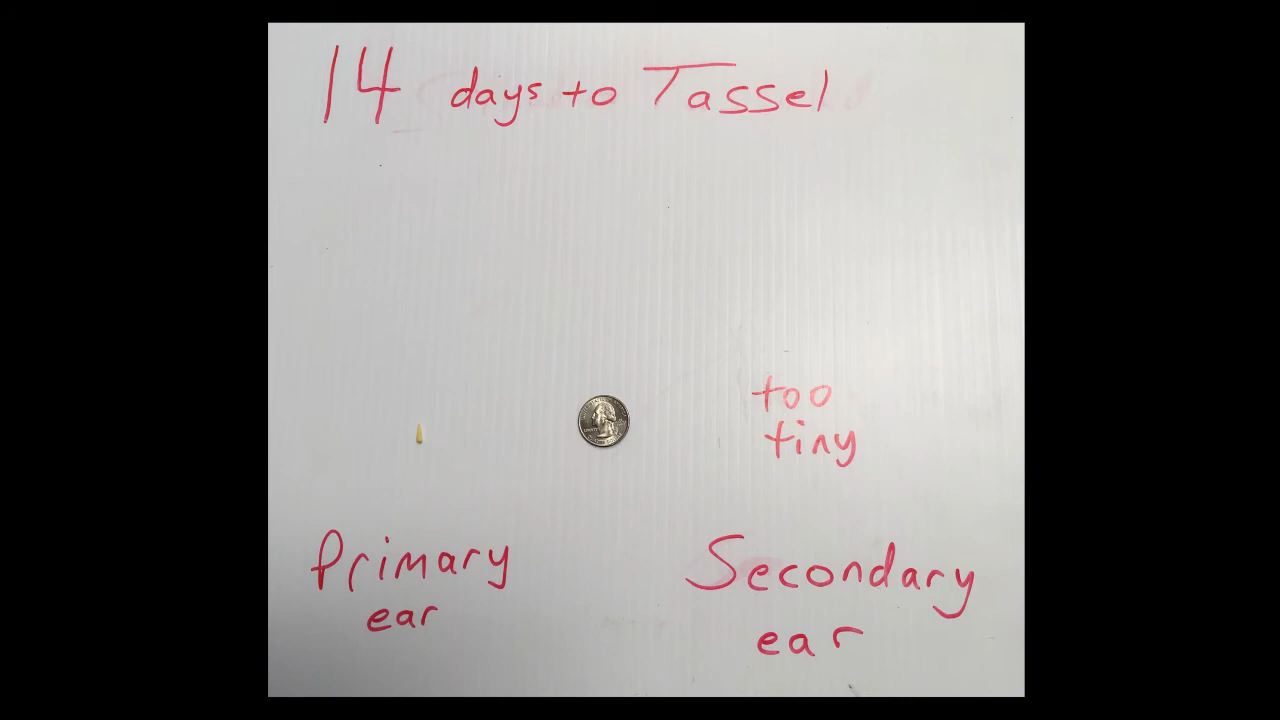 14 days to Tassel
too
tiny
Primary
ear
Secondary
ear